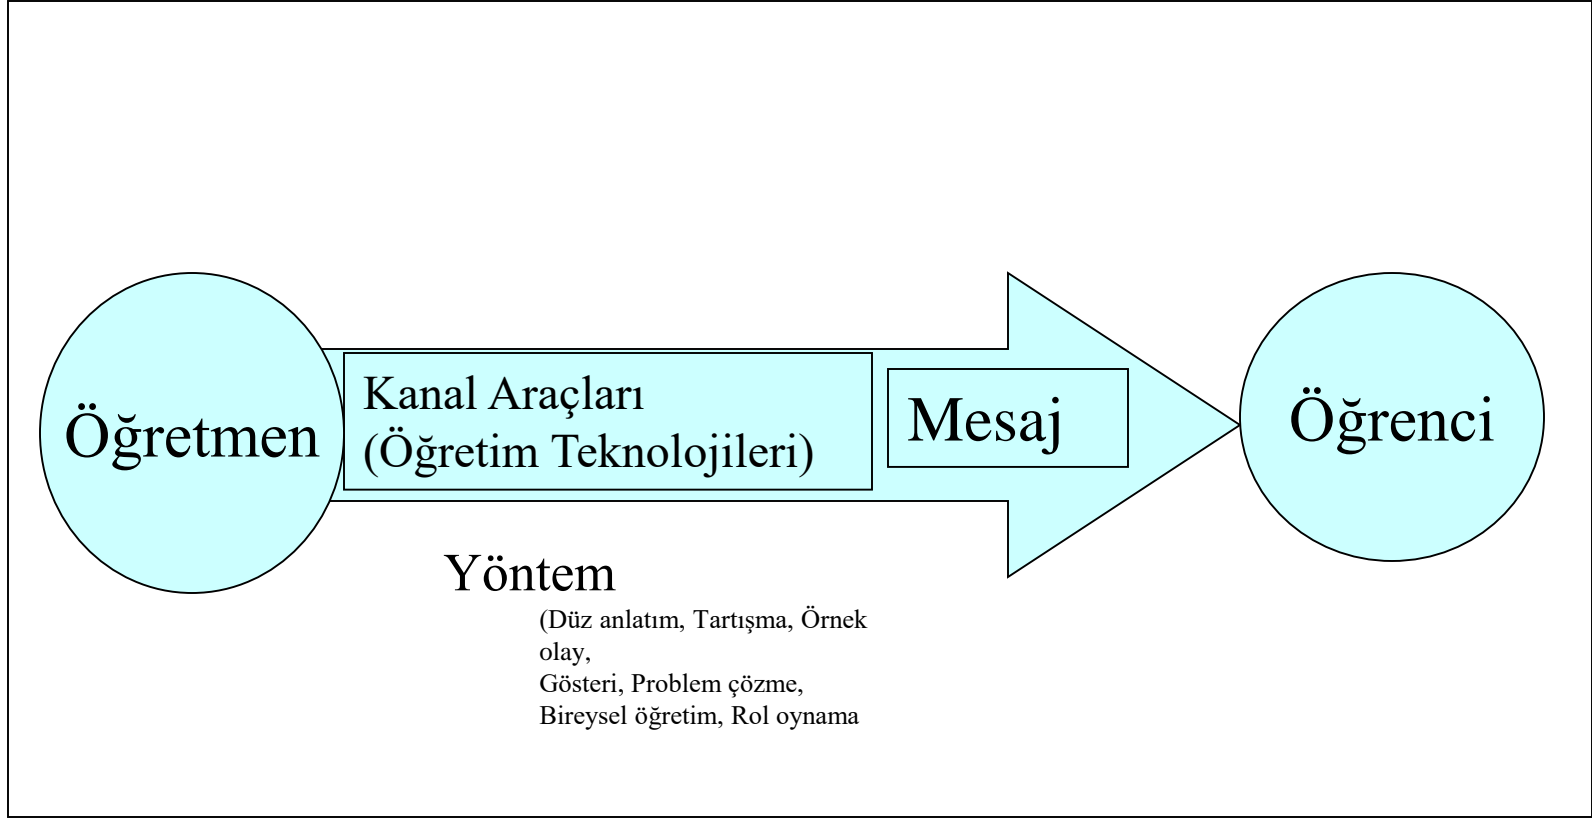 Öğretmen
Kanal Araçları
(Öğretim Teknolojileri)
Mesaj
Öğrenci
Yöntem
(Düz anlatım, Tartışma, Örnek
olay,
Gösteri, Problem çözme,
Bireysel öğretim, Rol oynama